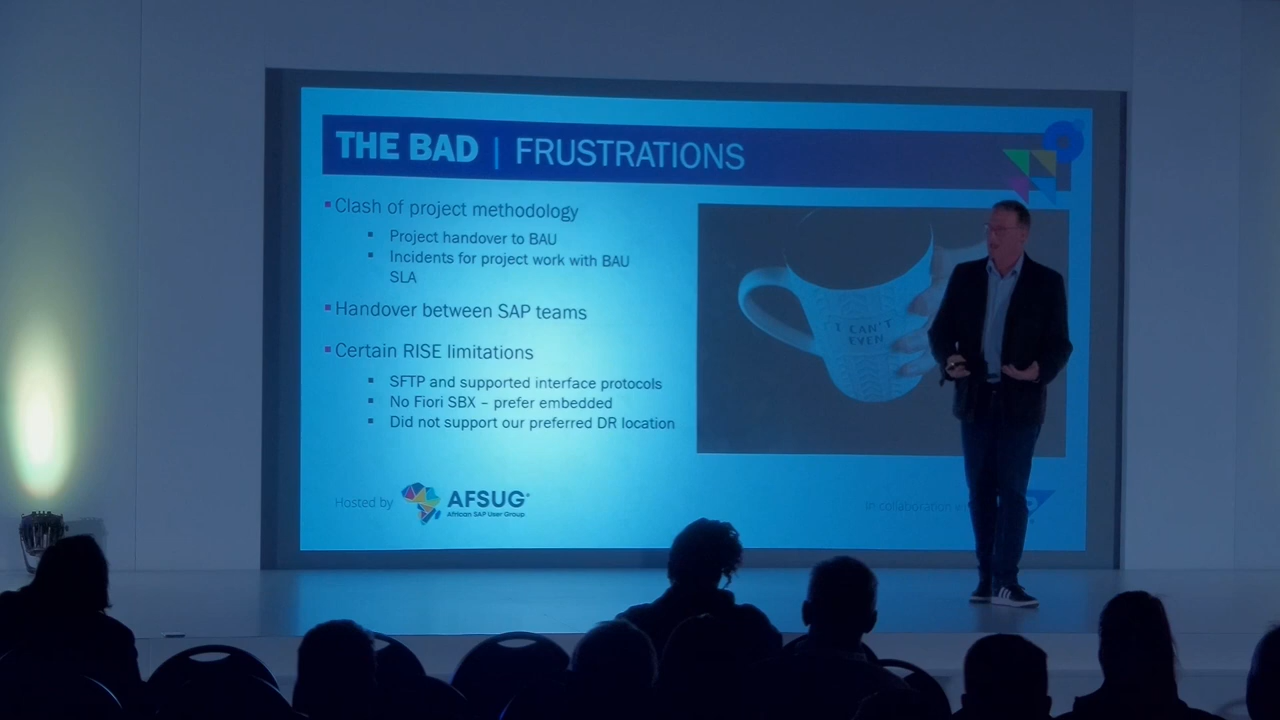 THE BAD | FRUSTRATIONS
Clash of project methodology
Project handover to BAU
Incidents for project work with BAU
SLA
Handover between SAP teams
Certain RISE limitations
SFTP and supported interface protocols
No Fiori SBX – prefer embedded
Did not support our preferred DR location
I CAN'T
EVEN
Hosted by
AFSUG
African SAP User Group
In collaboration